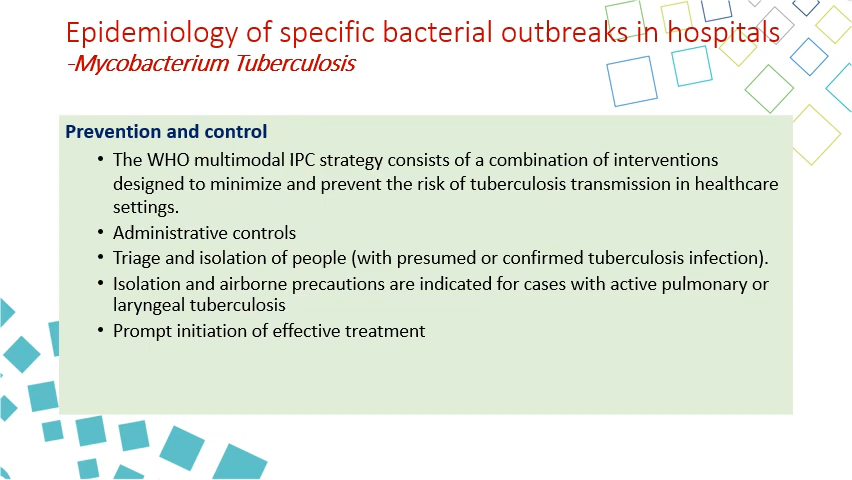 Epidemiology of specific bacterial outbreaks in hospitals
-Mycobacterium Tuberculosis
Prevention and control
• The WHO multimodal IPC strategy consists of a combination of interventions
designed to minimize and prevent the risk of tuberculosis transmission in healthcare
settings.
• Administrative controls
• Triage and isolation of people (with presumed or confirmed tuberculosis infection).
• Isolation and airborne precautions are indicated for cases with active pulmonary or
laryngeal tuberculosis
• Prompt initiation of effective treatment